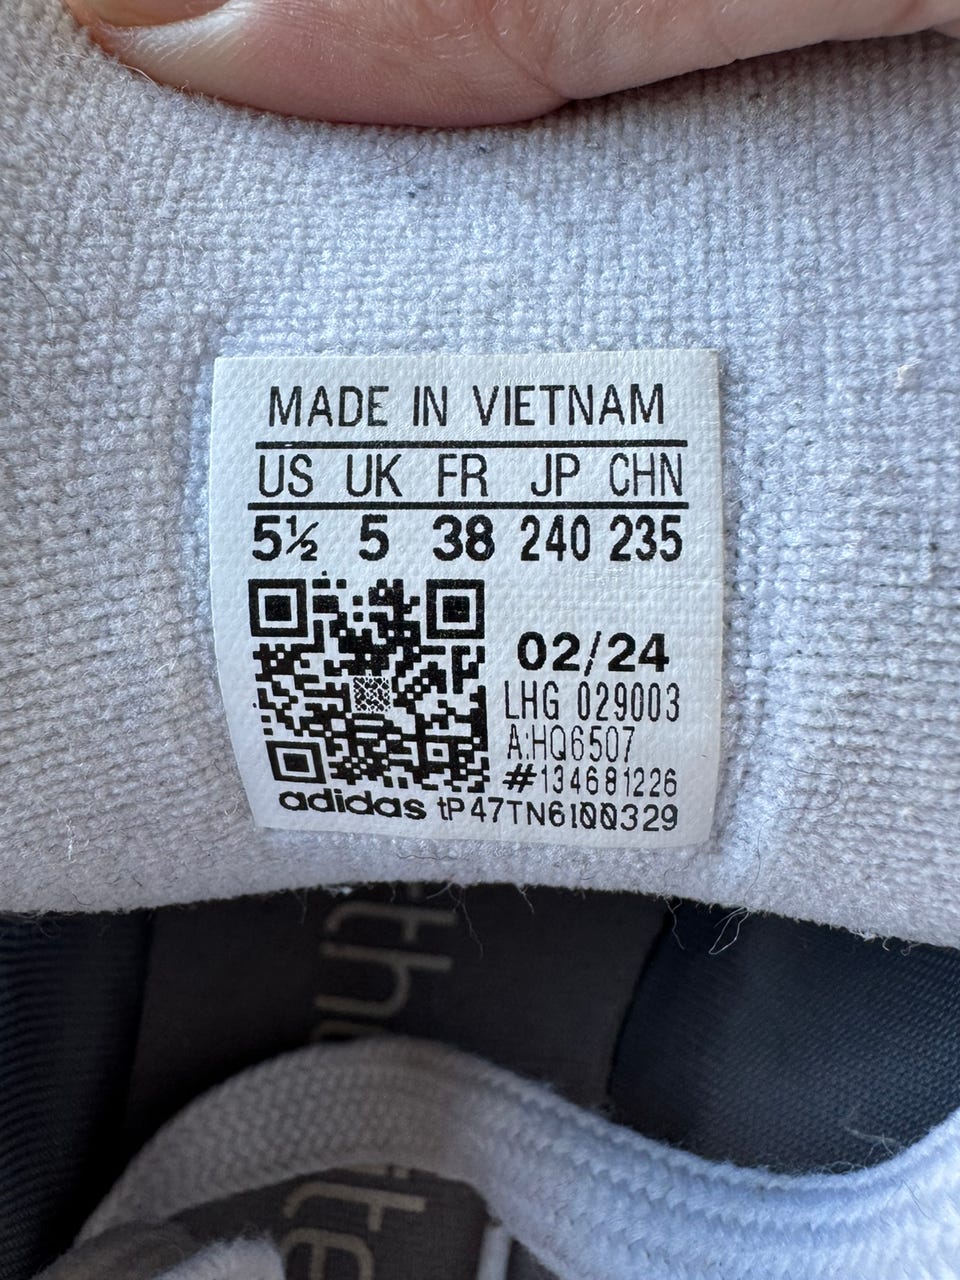 MADE IN VIETNAM
US UK FR JP CHN
5½ 5 38 240 235
02/24
LHG 029003
A:HQ6507
#134681226
adidas tP47TN6100329